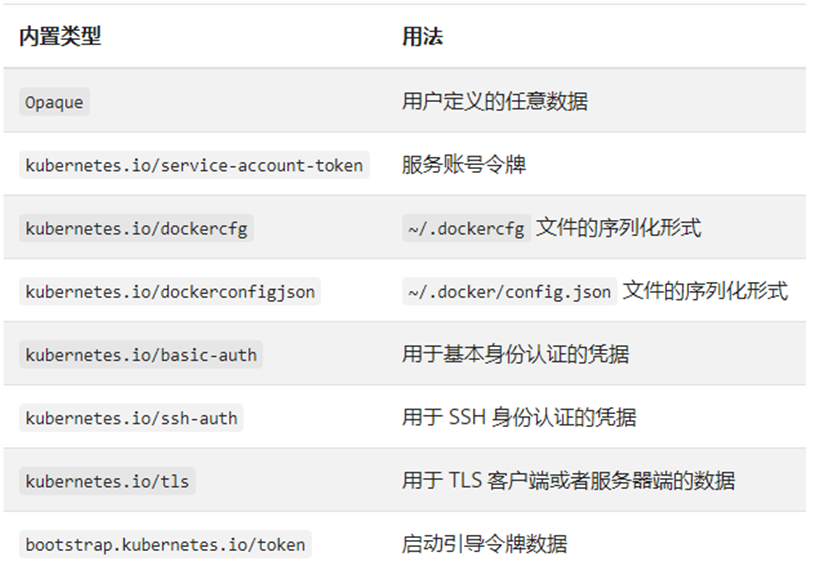 内置类型 用法
Opaque 用户定义的任意数据
kubernetes.io/service-account-token 服务账号令牌
kubernetes.io/dockercfg ~/.dockercfg 文件的序列化形式
kubernetes.io/dockerconfigjson ~/.docker/config.json 文件的序列化形式
kubernetes.io/basic-auth 用于基本身份认证的凭据
kubernetes.io/ssh-auth 用于 SSH 身份认证的凭据
kubernetes.io/tls 用于 TLS 客户端或者服务器端的数据
bootstrap.kubernetes.io/token 启动引导令牌数据